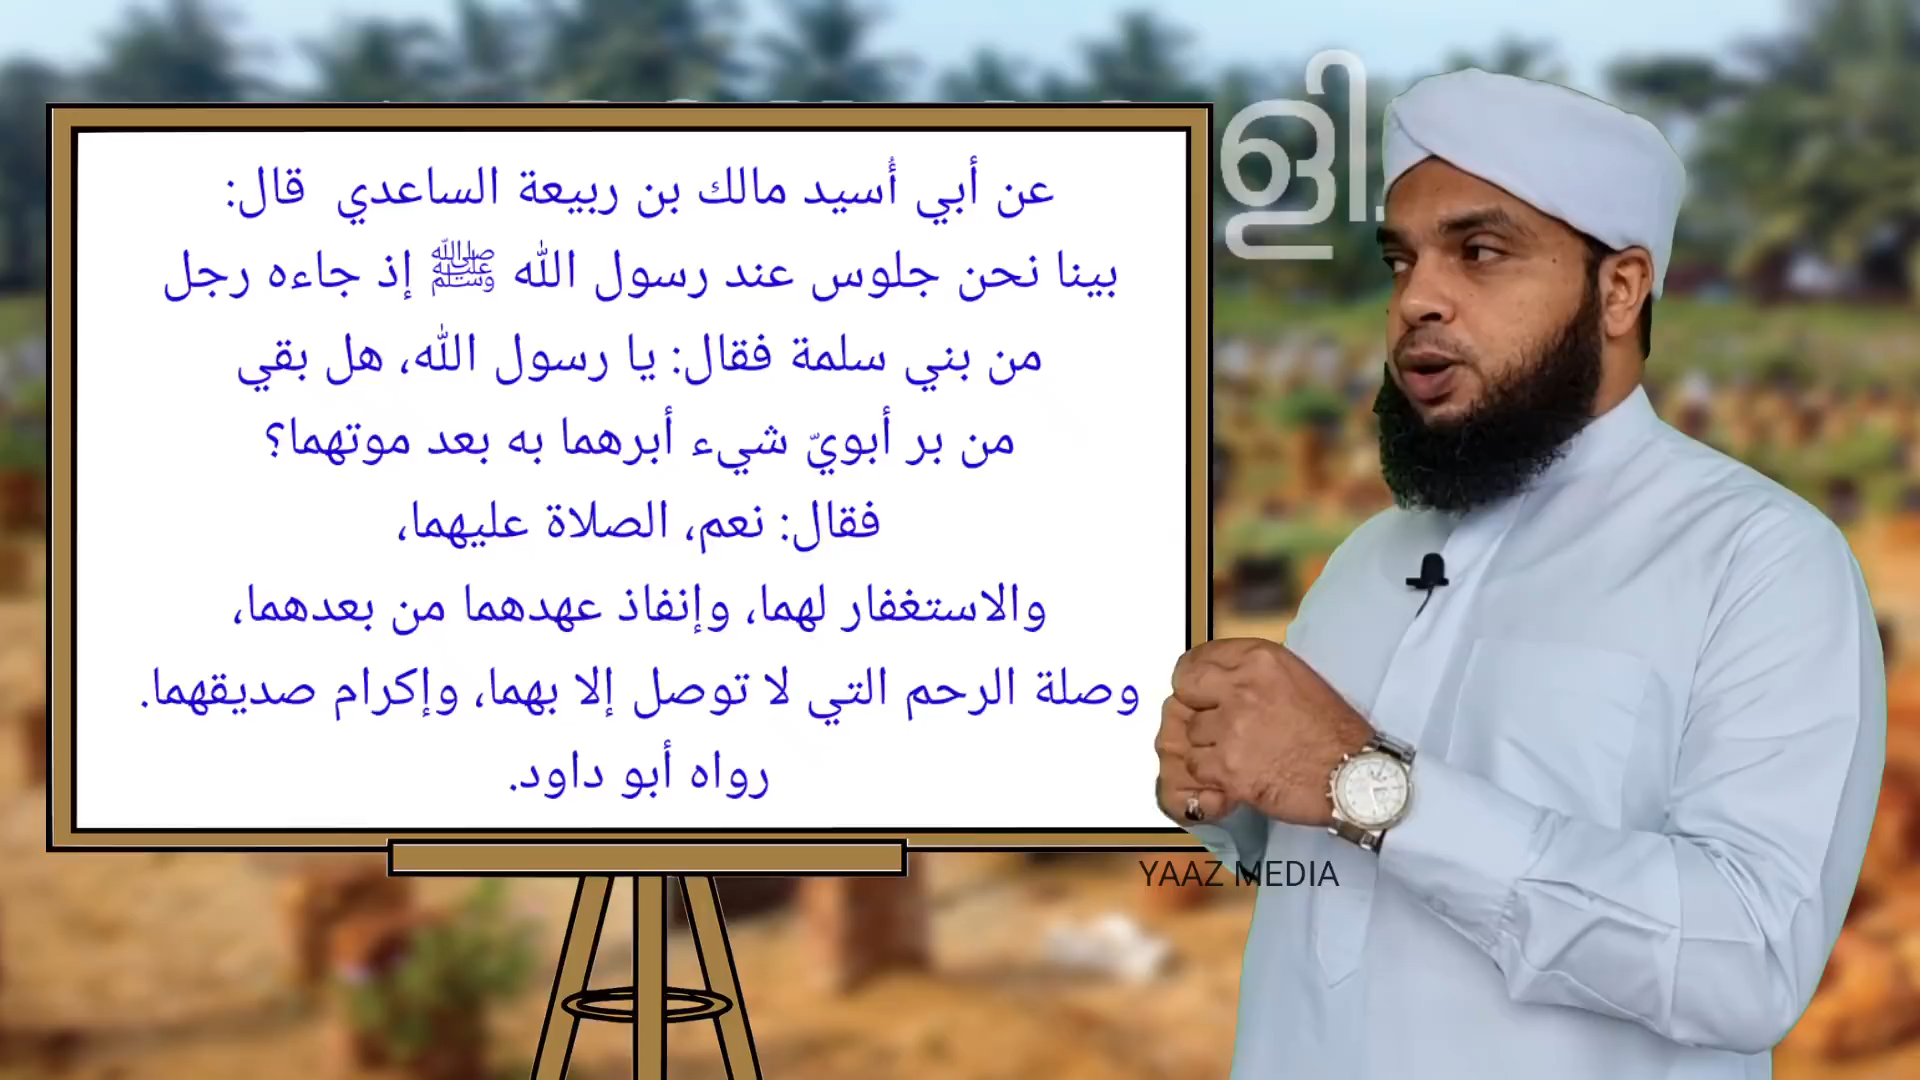 عن أبي أُسيد مالك بن ربيعة الساعدي قال:
بينا نحن جلوس عند رسول الله ﷺ إذ جاءه رجل
من بني سلمة فقال: يا رسول الله، هل بقي
من بر أبويّ شيء أبرهما به بعد موتهما؟
فقال: نعم، الصلاة عليهما،
والاستغفار لهما، وإنفاذ عهدهما من بعدهما،
وصلة الرحم التي لا توصل إلا بهما، وإكرام صديقهما.
رواه أبو داود.
YAAZ MEDIA